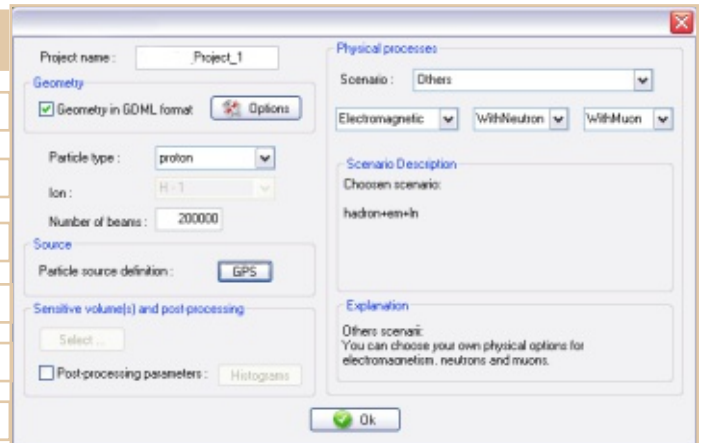 Project name :
_Project_1
Geometry
Geometry in GDML format
Options
Particle type :
proton
Ion :
H - 1
Number of beams :
200000
Source
Particle source definition :
GPS
Sensitive volume(s) and post-processing
Select ...
Post-processing parameters :
Histograms
Physical processes
Scenario :
Others
Electromagnetic
WithNeutron
WithMuon
Scenario Description
Choosen scenario:
hadron+em+ln
Explanation
Others scenarii:
You can choose your own physical options for
electromagnetism, neutrons and muons.
Ok